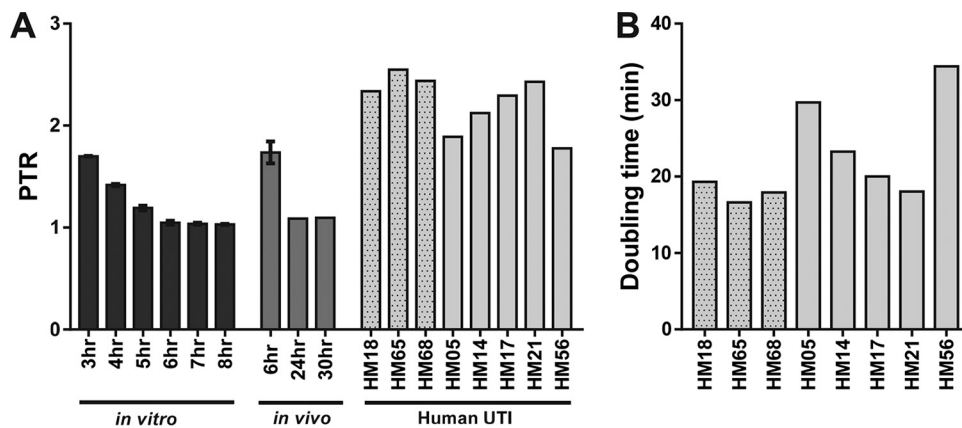 A
PTR
3
2
1
0
3hr
4hr
5hr
6hr
7hr
8hr
6hr
24hr
30hr
HM18
HM65
HM68
HM05
HM14
HM17
HM21
HM56
in vitro
in vivo
Human UTI
B
Doubling time (min)
40
30
20
10
0
HM18
HM65
HM68
HM05
HM14
HM17
HM21
HM56